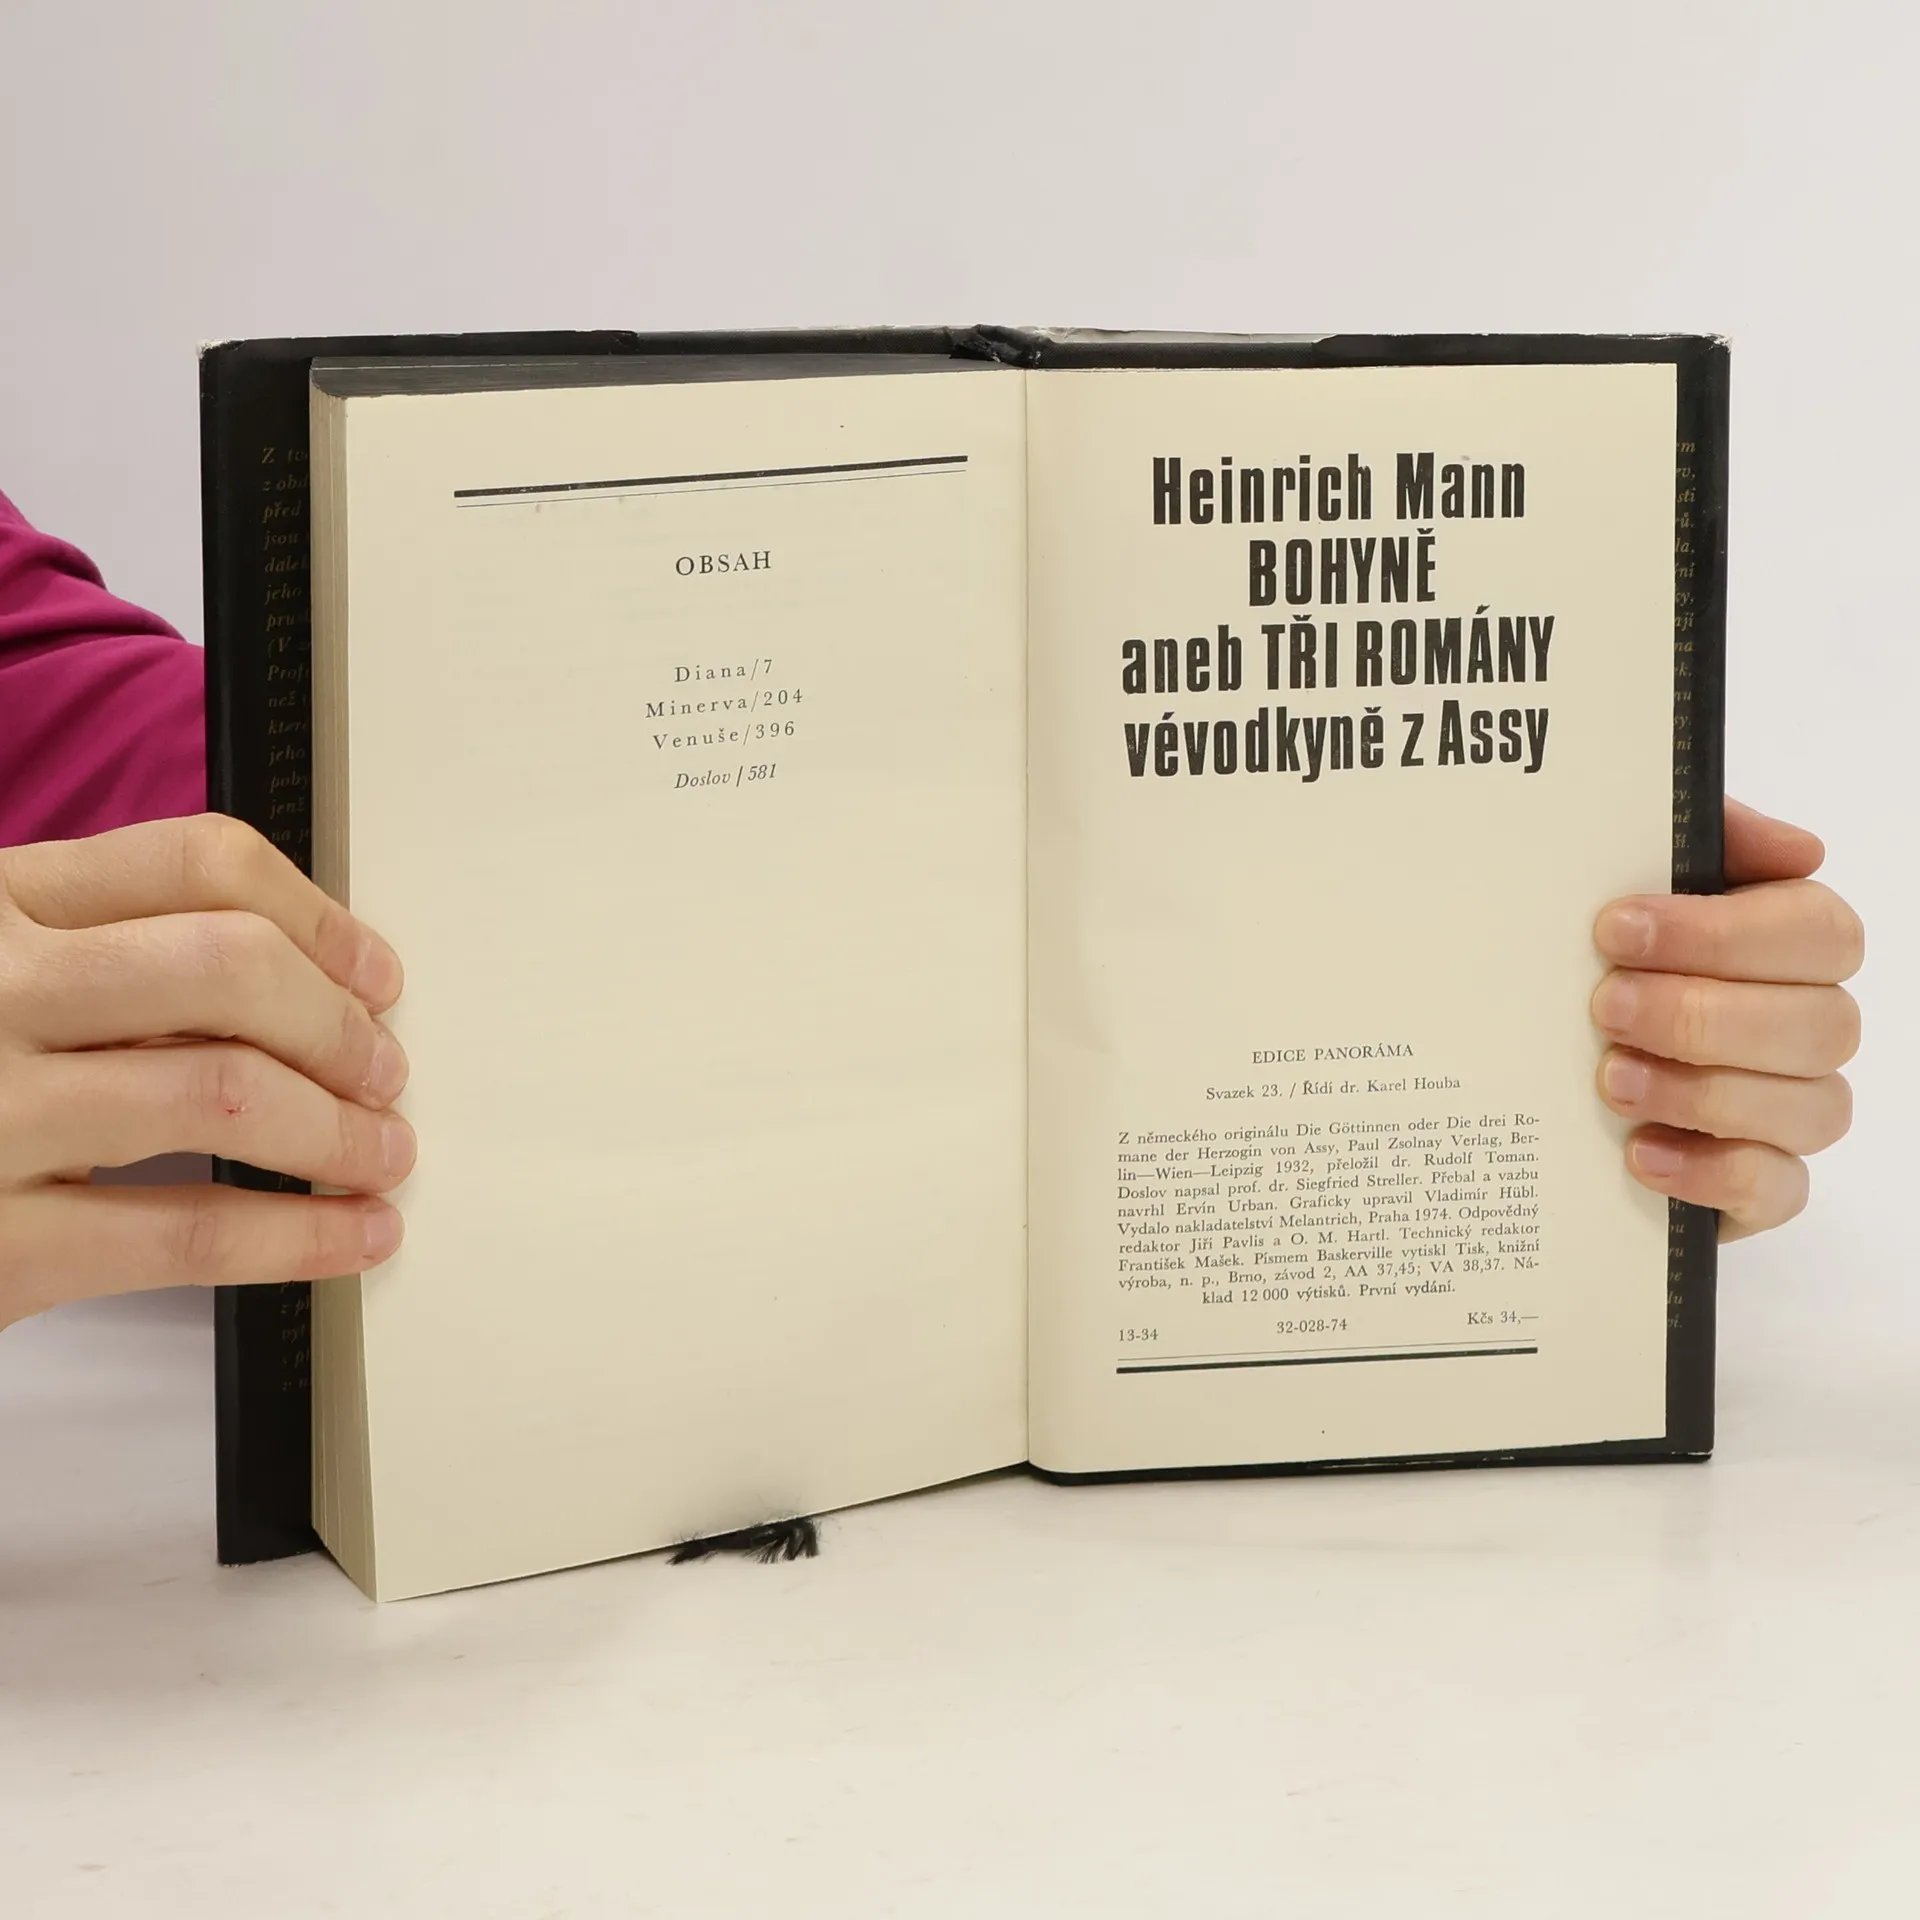 OBSAH
Diana/7
Minerva/204
Venuše/396
Doslov/581
Heinrich Mann
BOHYNĚ
aneb TŘI ROMÁNY
vévodkyně z Assy
EDICE PANORÁMA
Svazek 23. / Řídí dr. Karel Houba
Z německého originálu Die Göttinnen oder Die drei Ro-
mane der Herzogin von Assy, Paul Zsolnay Verlag, Ber-
lin—Wien—Leipzig 1932, přeložil dr. Rudolf Toman.
Doslov napsal prof. dr. Siegfried Streller. Přebal a vazbu
navrhl Ervín Urban. Graficky upravil Vladimír Hübl.
Vydalo nakladatelství Melantrich, Praha 1974. Odpovědný
redaktor Jiří Pavlis a O. M. Hartl. Technický redaktor
František Mašek. Písmem Baskerville vytiskl Tisk, knižní
výroba, n. p., Brno, závod 2, AA 37,45; VA 38,37. Ná-
klad 12 000 výtisků. První vydání.
13-34 32-028-74 Kčs 34,—
před
jsou
jeho
než
jeho